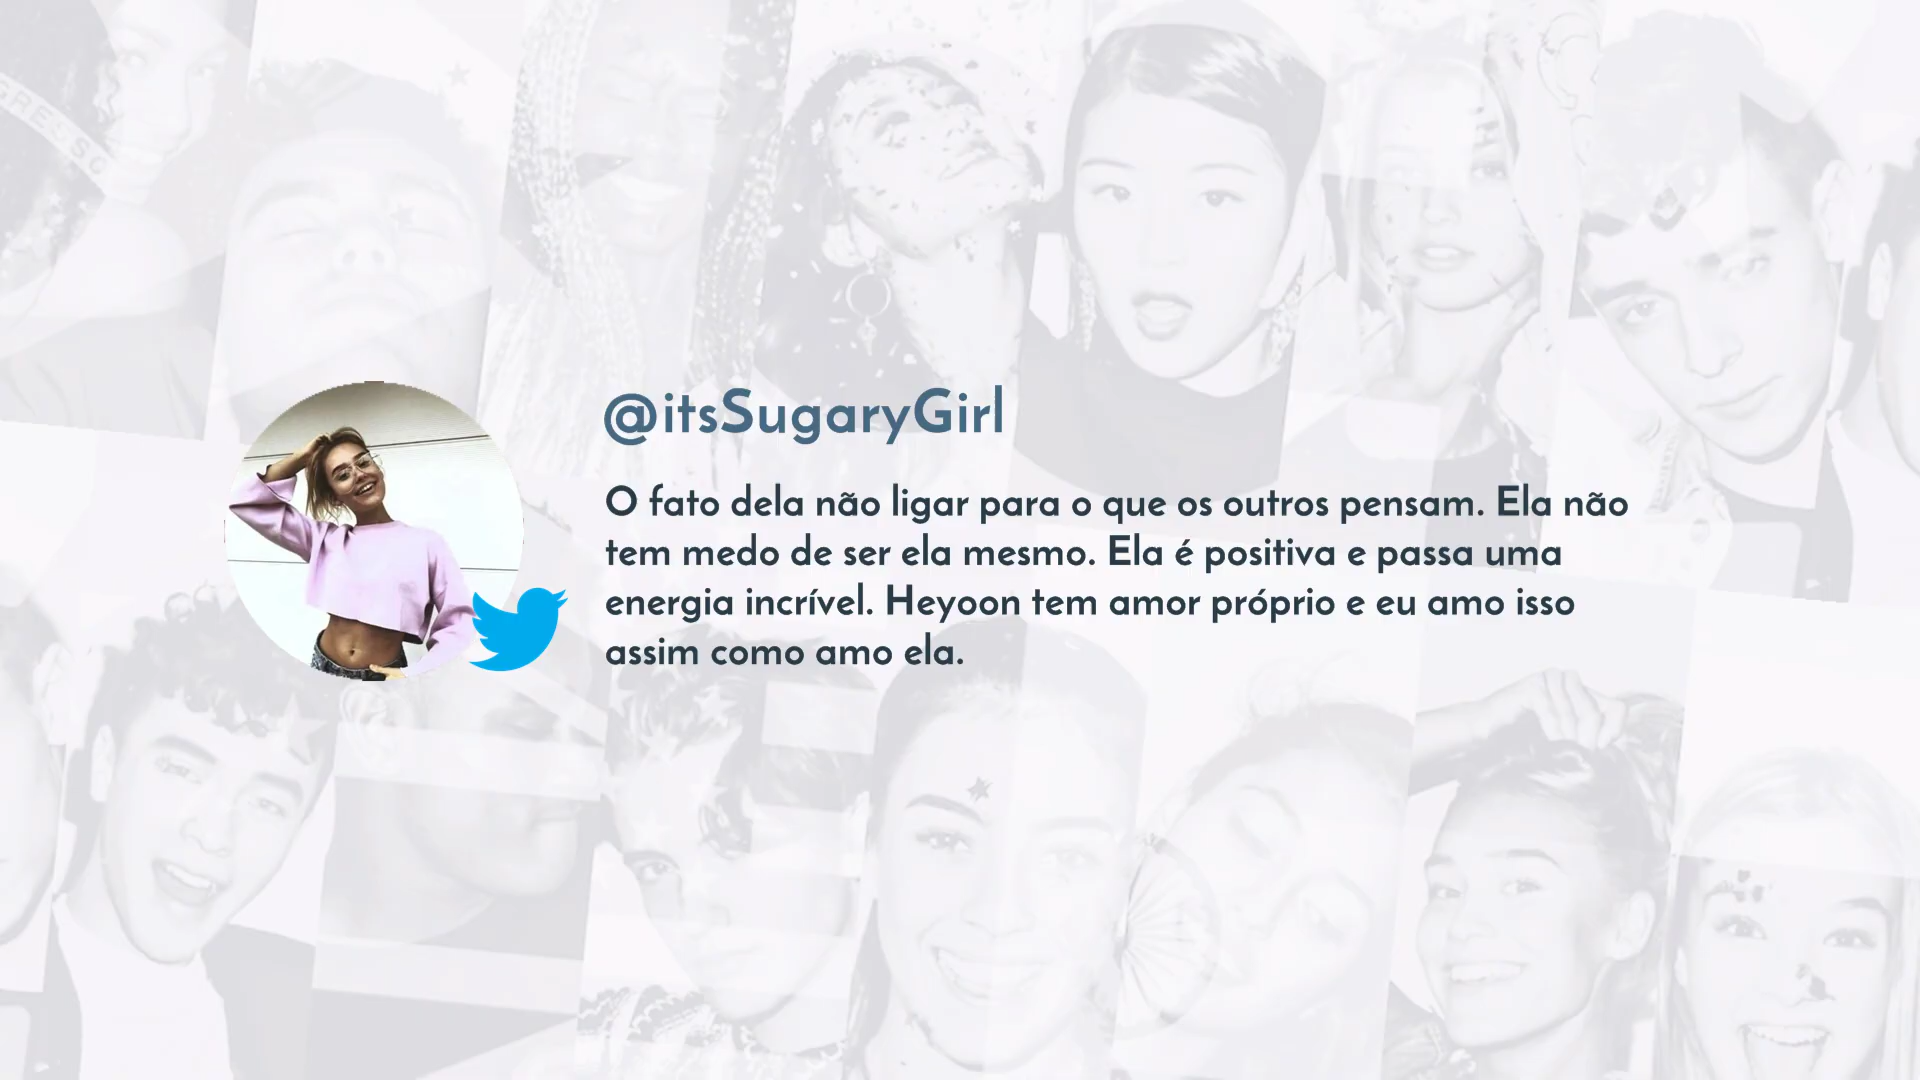 GRESSO
@itsSugaryGirl
O fato dela não ligar para o que os outros pensam. Ela não
tem medo de ser ela mesmo. Ela é positiva e passa uma
energia incrível. Heyoon tem amor próprio e eu amo isso
assim como amo ela.